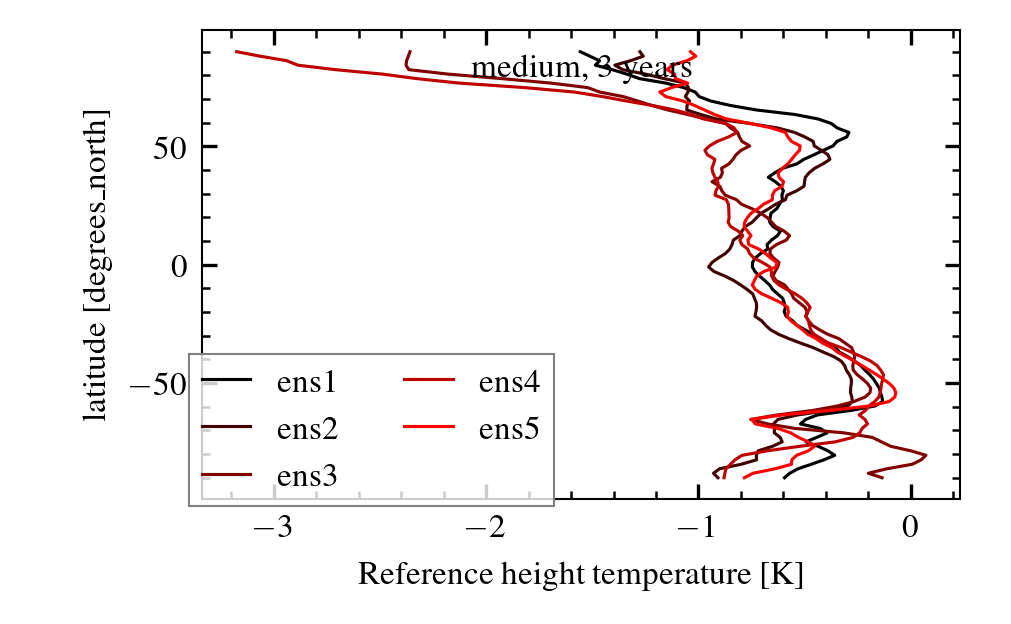 medium, 3 years
latitude [degrees_north]
50
0
−50
ens1
ens2
ens3
ens4
ens5
−3
−2
−1
0
Reference height temperature [K]